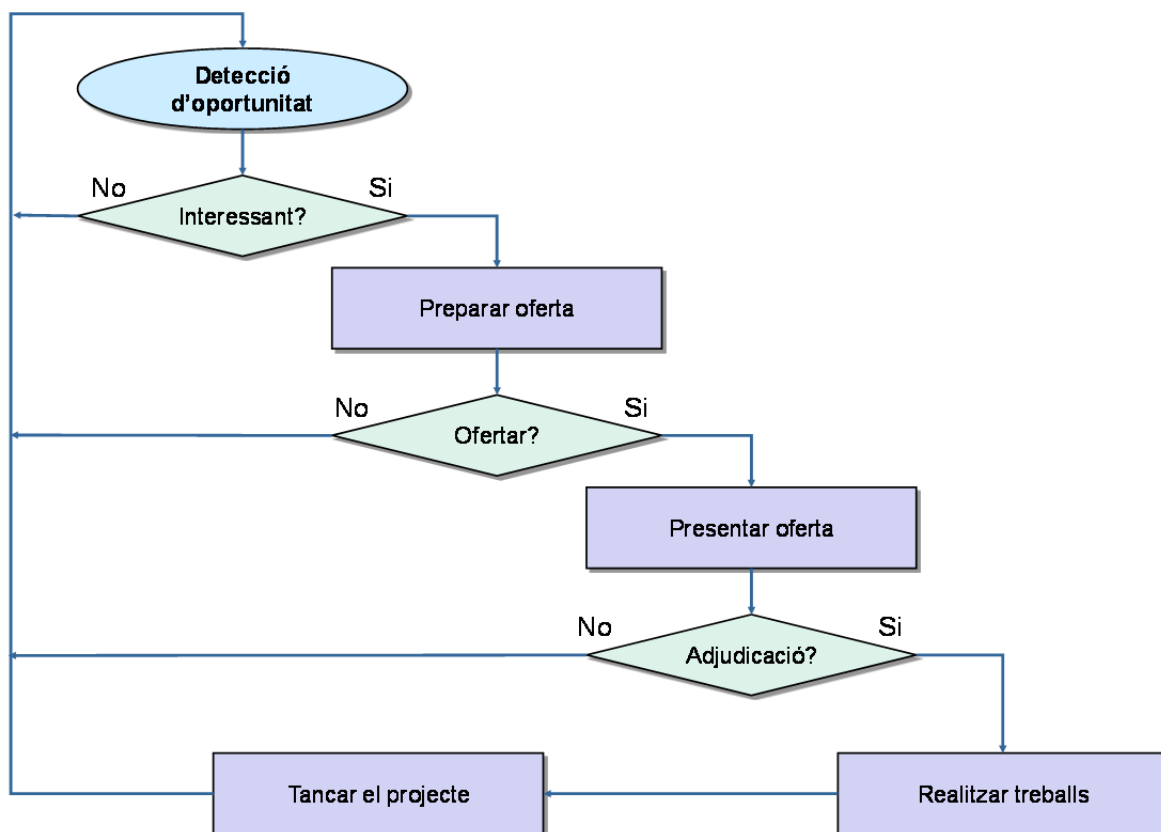 Detecció
d'oportunitat
No
Si
Interessant?
Preparar oferta
No
Si
Ofertar?
Presentar oferta
No
Si
Adjudicació?
Tancar el projecte
Realitzar treballs